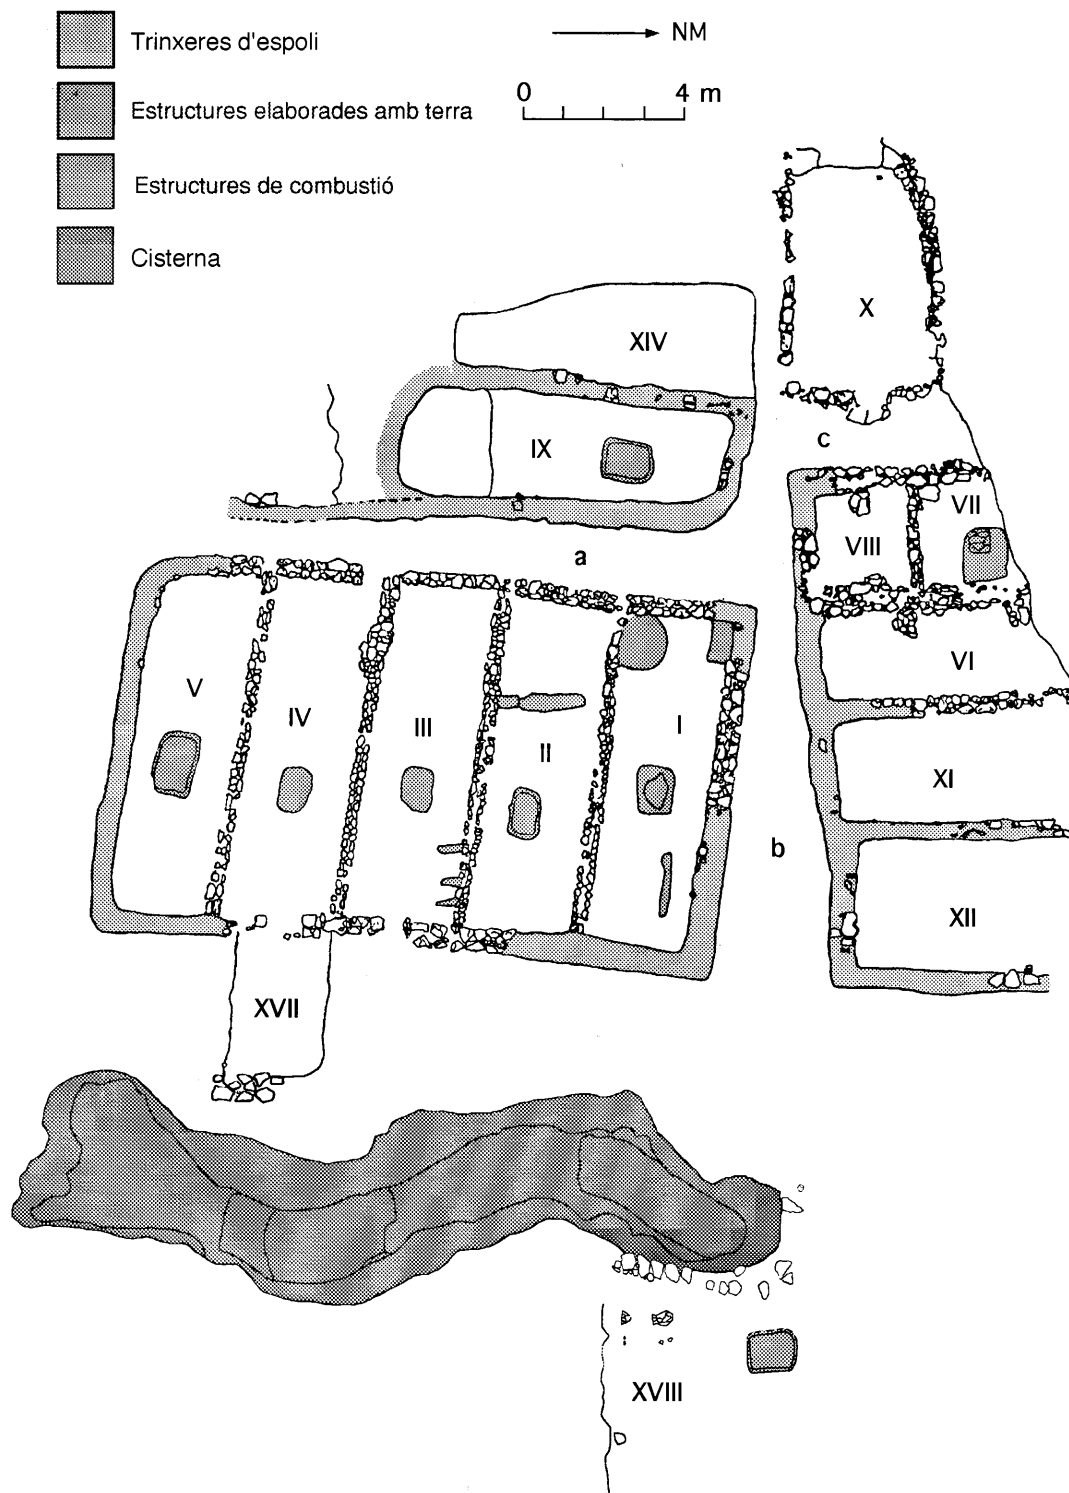 Trinxeres d'espoli
Estructures elaborades amb terra
Estructures de combustió
Cisterna
NM
0 4 m
X
XIV
c
IX
VII
VIII
a
VI
V
IV
III
II
I
XI
b
XII
XVII
XVIII